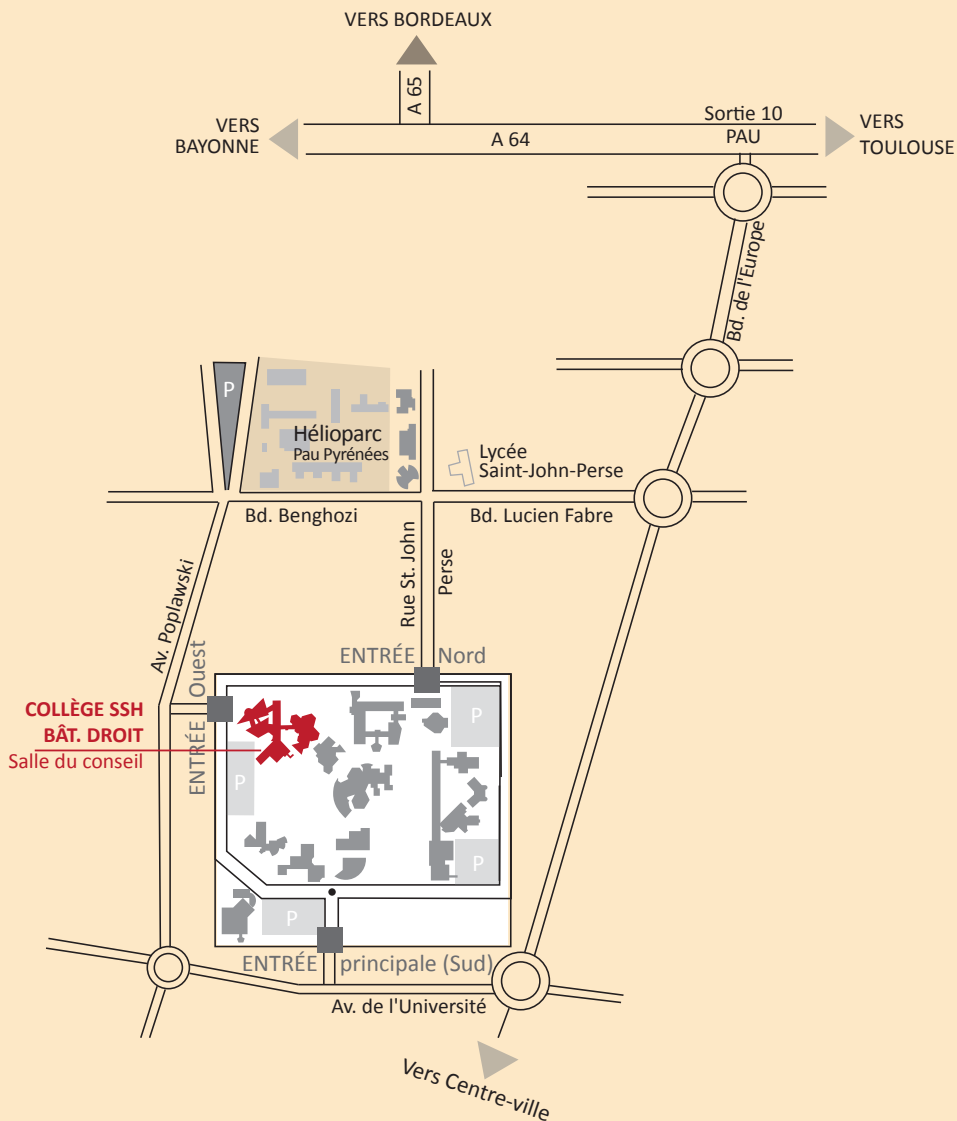 VERS BORDEAUX
A 65
Sortie 10
VERS
BAYONNE
A 64
PAU
VERS
TOULOUSE
Bd. de l'Europe
P
Hélioparc
Pau Pyrénées
Lycée
Saint-John-Perse
Bd. Benghozi
Bd. Lucien Fabre
Av. Poplawski
Rue St. John
Perse
ENTRÉE Nord
ENTRÉE Ouest
COLLÈGE SSH
BÂT. DROIT
Salle du conseil
P
P
P
P
ENTRÉE principale (Sud)
Av. de l'Université
Vers Centre-ville